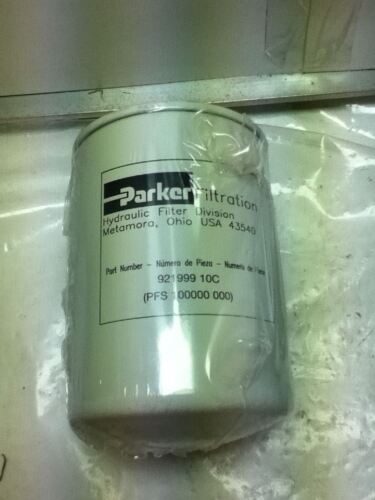 Parker Filtration
Hydraulic Filter Division
Metamora, Ohio USA 43540
Part Number - Número de Pieza - Numerio de
921999 10C
(PFS 100000 000)